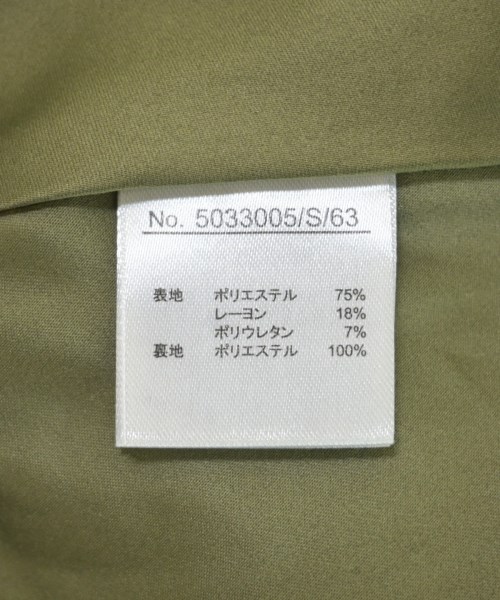 No. 5033005/S/63
表地 ポリエステル 75%
レーヨン 18%
ポリウレタン 7%
裏地 ポリエステル 100%